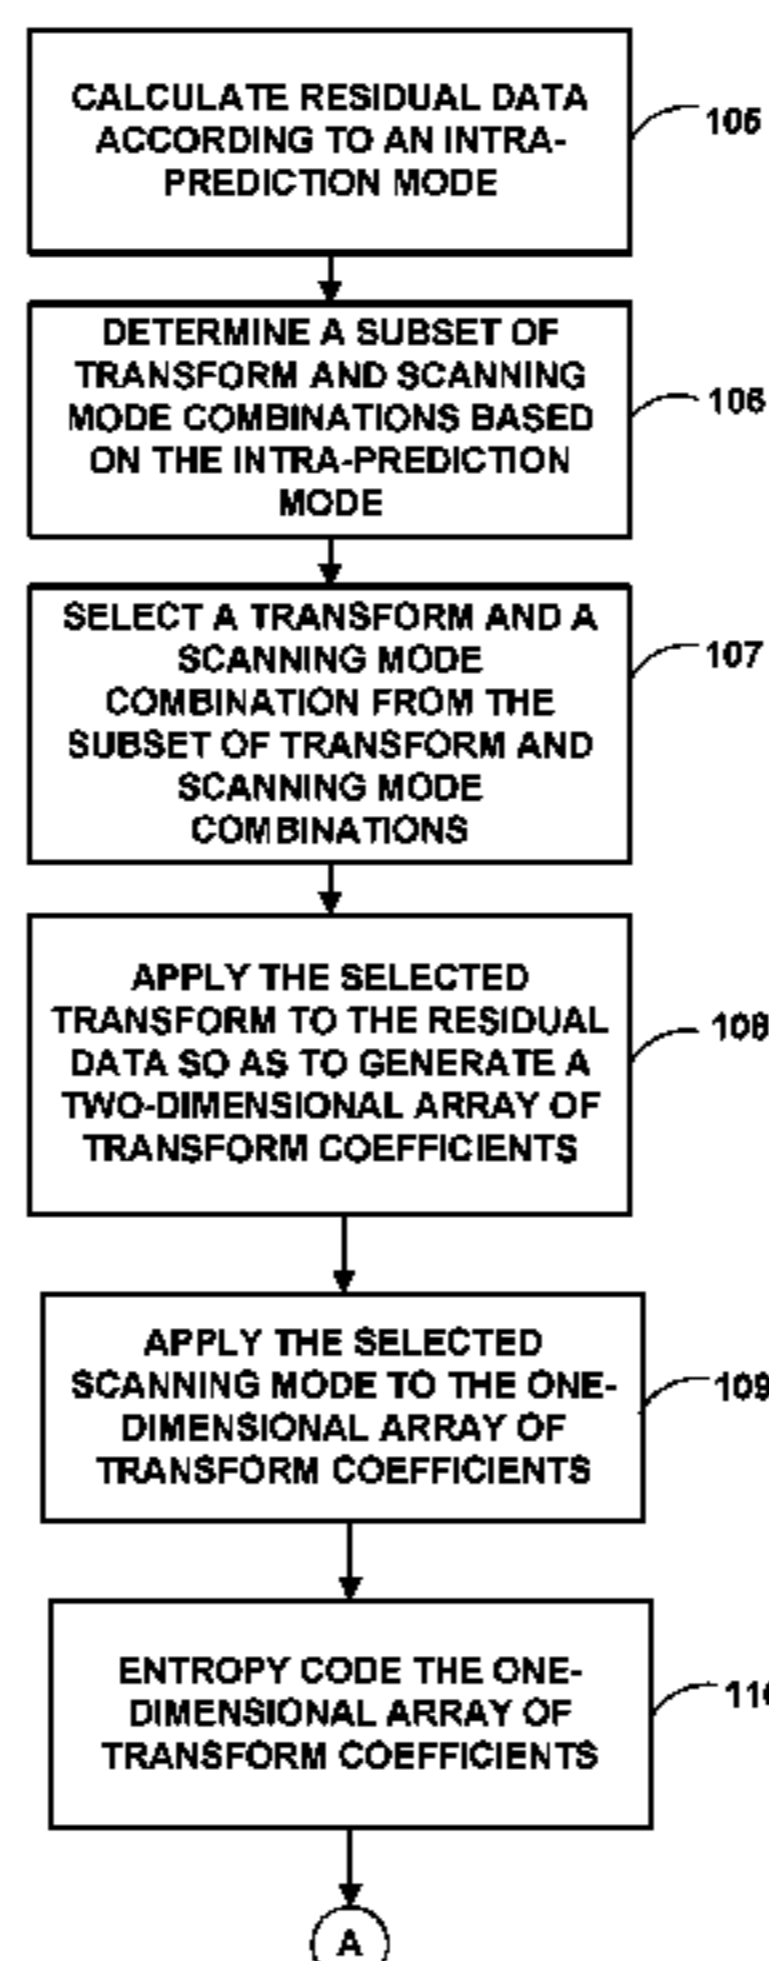 CALCULATE RESIDUAL DATA
ACCORDING TO AN INTRA-
PREDICTION MODE
105
DETERMINE A SUBSET OF
TRANSFORM AND SCANNING
MODE COMBINATIONS BASED
ON THE INTRA-PREDICTION
MODE
106
SELECT A TRANSFORM AND A
SCANNING MODE
COMBINATION FROM THE
SUBSET OF TRANSFORM AND
SCANNING MODE
COMBINATIONS
107
APPLY THE SELECTED
TRANSFORM TO THE RESIDUAL
DATA SO AS TO GENERATE A
TWO-DIMENSIONAL ARRAY OF
TRANSFORM COEFFICIENTS
108
APPLY THE SELECTED
SCANNING MODE TO THE ONE-
DIMENSIONAL ARRAY OF
TRANSFORM COEFFICIENTS
109
ENTROPY CODE THE ONE-
DIMENSIONAL ARRAY OF
TRANSFORM COEFFICIENTS
110
A